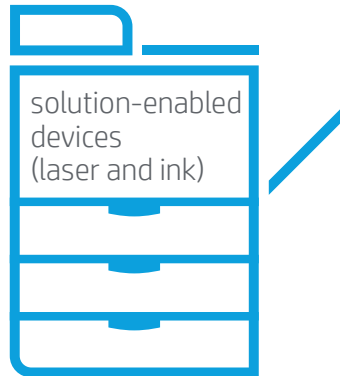 solution-enabled
devices
(laser and ink)